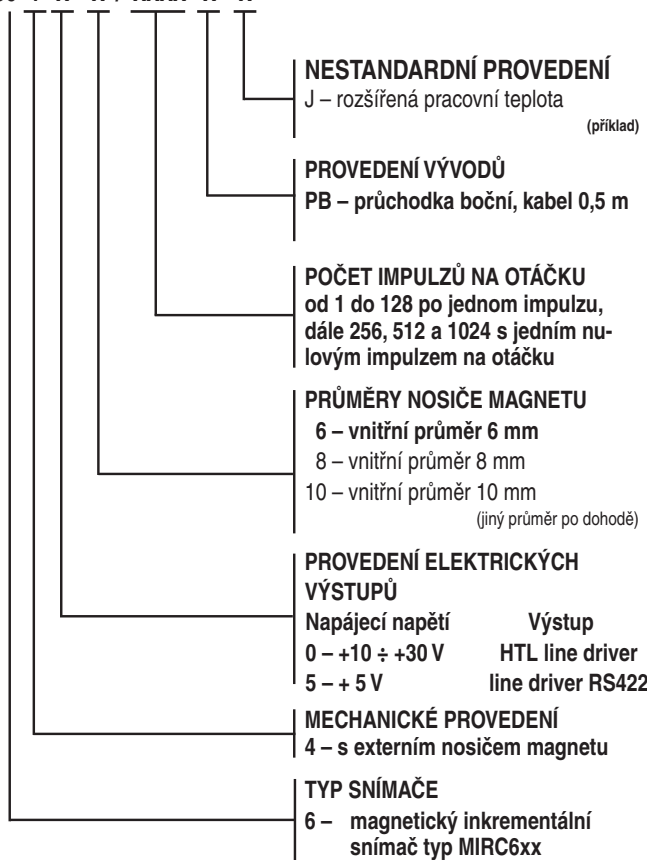 NESTANDARDNÍ PROVEDENÍ
J – rozšířená pracovní teplota
(příklad)
PROVEDENÍ VÝVODŮ
PB – průchodka boční, kabel 0,5 m
POČET IMPULZŮ NA OTÁČKU
od 1 do 128 po jednom impulzu,
dále 256, 512 a 1024 s jedním nu-
lovým impulzem na otáčku
PRŮMĚRY NOSIČE MAGNETU
6 – vnitřní průměr 6 mm
8 – vnitřní průměr 8 mm
10 – vnitřní průměr 10 mm
(jiný průměr po dohodě)
PROVEDENÍ ELEKTRICKÝCH
VÝSTUPŮ
Napájecí napětí Výstup
0 – +10 ÷ +30 V HTL line driver
5 – + 5 V line driver RS422
MECHANICKÉ PROVEDENÍ
4 – s externím nosičem magnetu
TYP SNÍMAČE
6 – magnetický inkrementální
snímač typ MIRC6xx